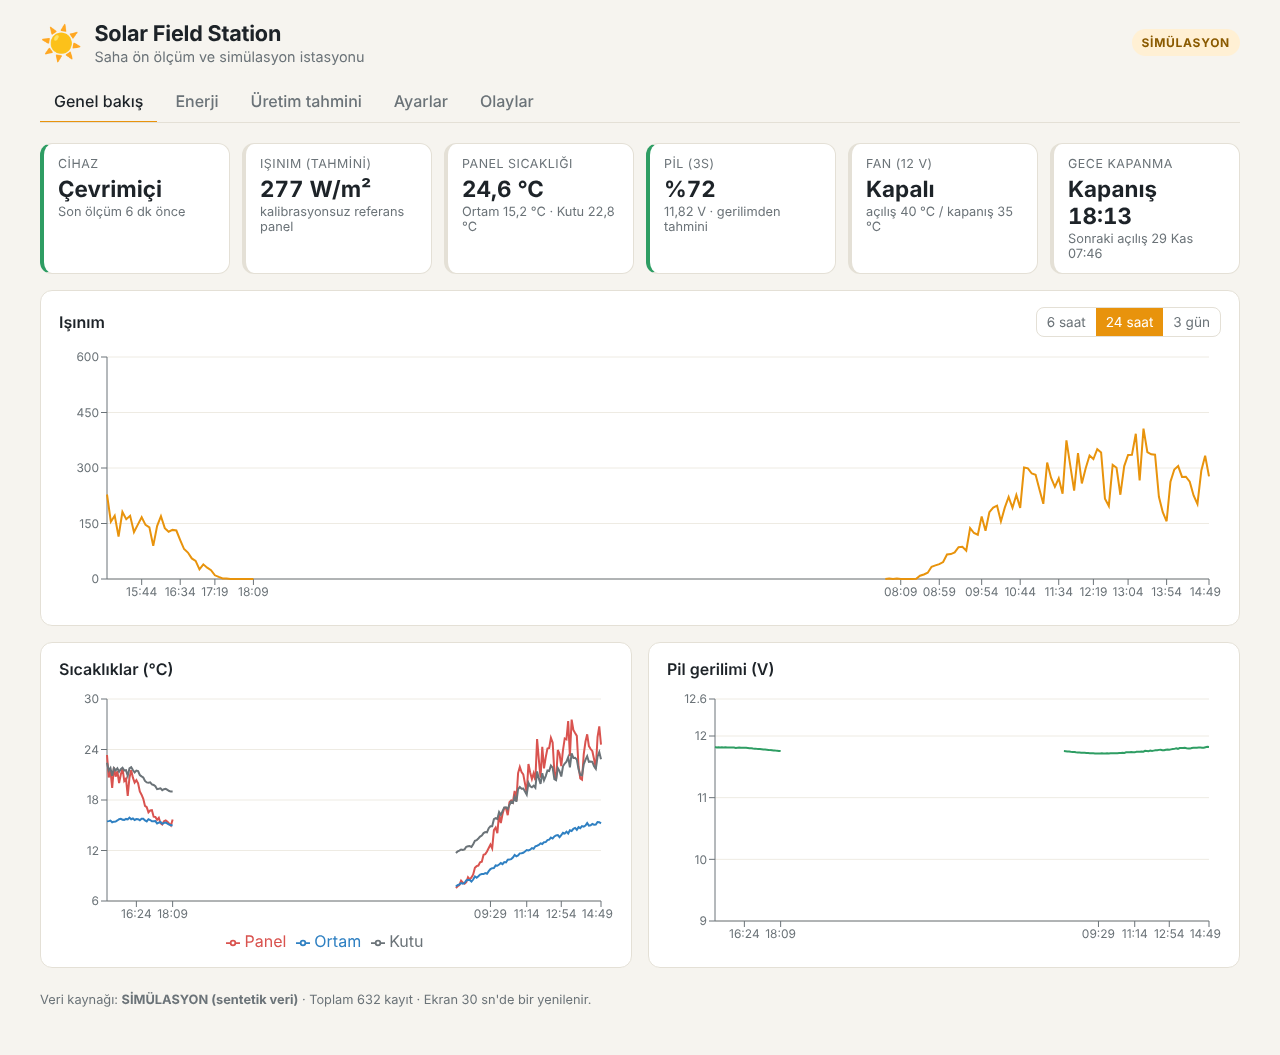 Solar Field Station
Saha ön ölçüm ve simülasyon istasyonu
SİMÜLASYON
Genel bakış
Enerji
Üretim tahmini
Ayarlar
Olaylar
CİHAZ
Çevrimiçi
Son ölçüm 6 dk önce
IŞINIM (TAHMİNİ)
277 W/m²
kalibrasyonsuz referans
panel
PANEL SICAKLIĞI
24,6 °C
Ortam 15,2 °C · Kutu 22,8
°C
PİL (3S)
%72
11,82 V · gerilimden
tahmini
FAN (12 V)
Kapalı
açılış 40 °C / kapanış 35
°C
GECE KAPANMA
Kapanış
18:13
Sonraki açılış 29 Kas
07:46
Işınım
6 saat
24 saat
3 gün
600
450
300
150
0
15:44 16:34 17:19 18:09 08:09 08:59 09:54 10:44 11:34 12:19 13:04 13:54 14:49
Sıcaklıklar (°C)
30
24
18
12
6
16:24 18:09 09:29 11:14 12:54 14:49
Panel
Ortam
Kutu
Pil gerilimi (V)
12.6
12
11
10
9
16:24 18:09 09:29 11:14 12:54 14:49
Veri kaynağı: SİMÜLASYON (sentetik veri) · Toplam 632 kayıt · Ekran 30 sn'de bir yenilenir.